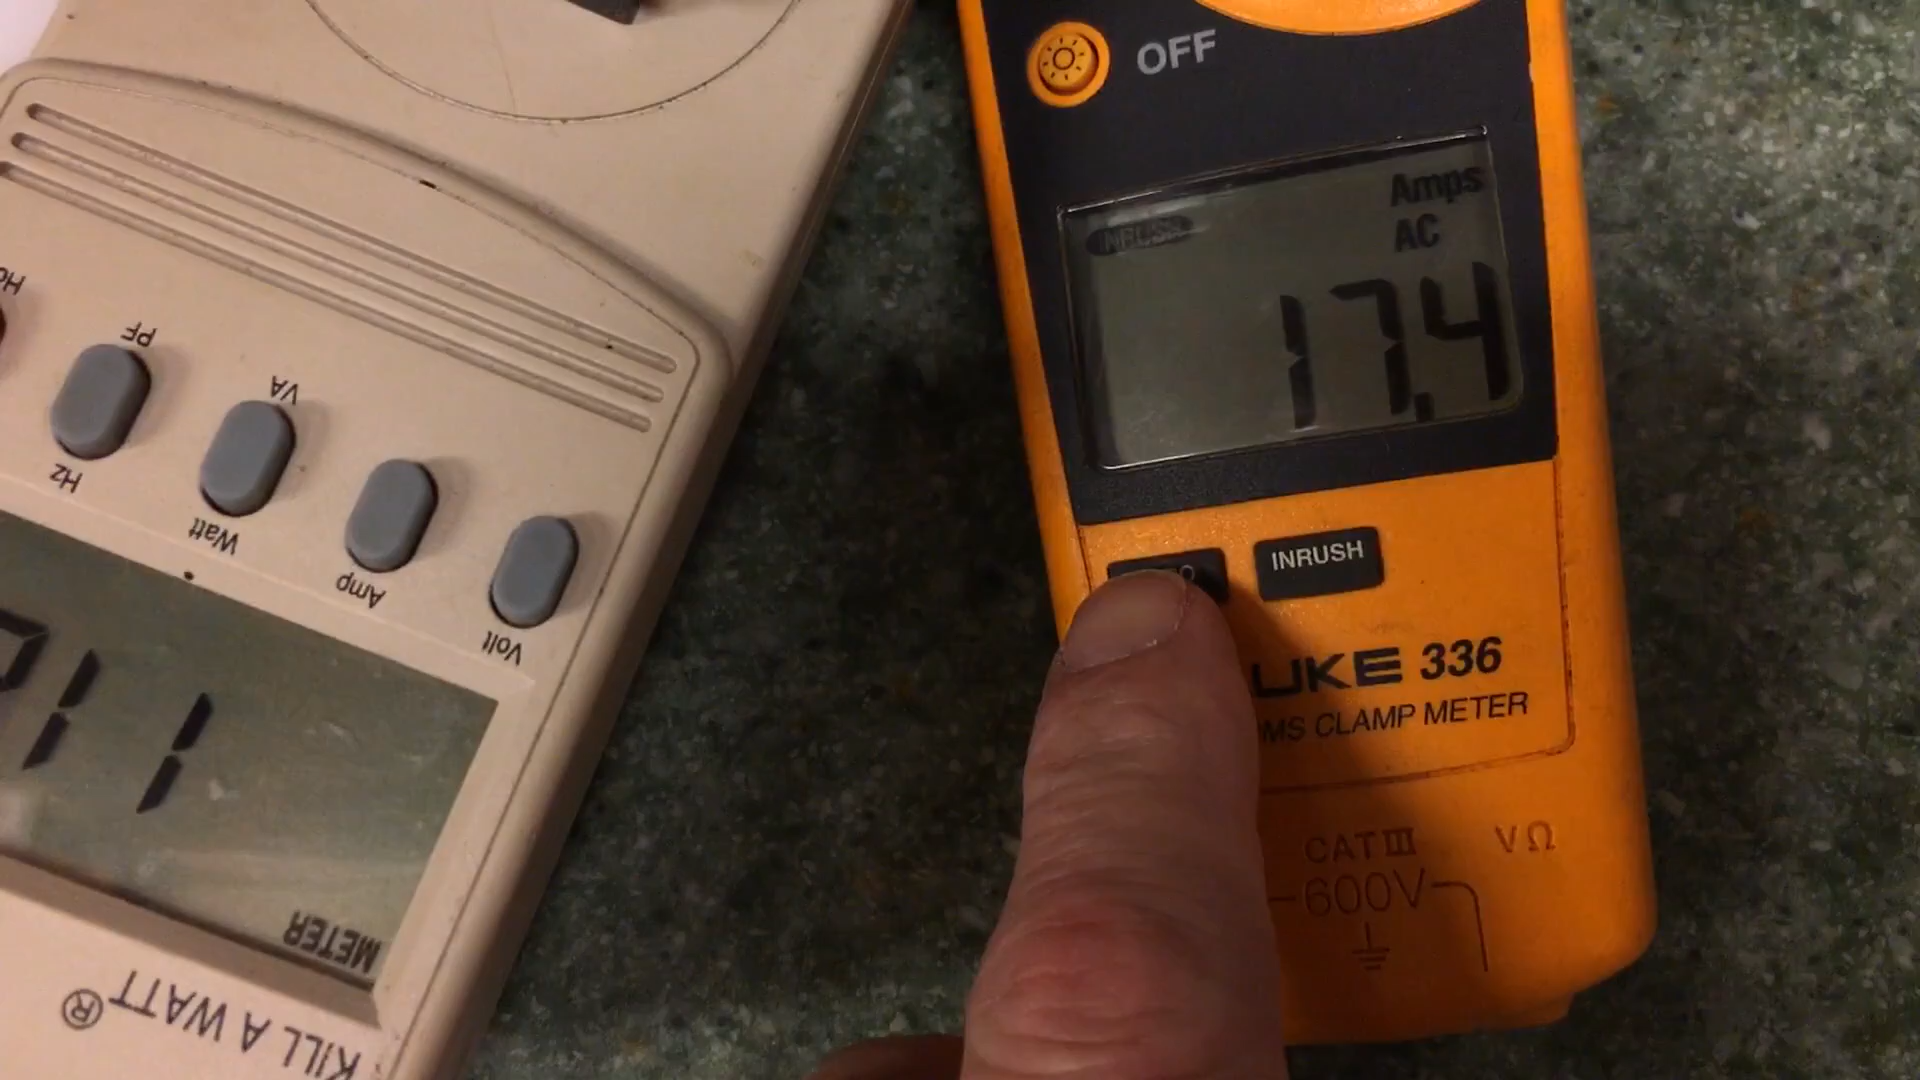 OFF
INRUSH
Amps
AC
17.4
INRUSH
UKE 336
MS CLAMP METER
CAT III
VΩ
600V
PF
VA
Hz
Watt
Amp
Volt
METER
KILL A WATT®